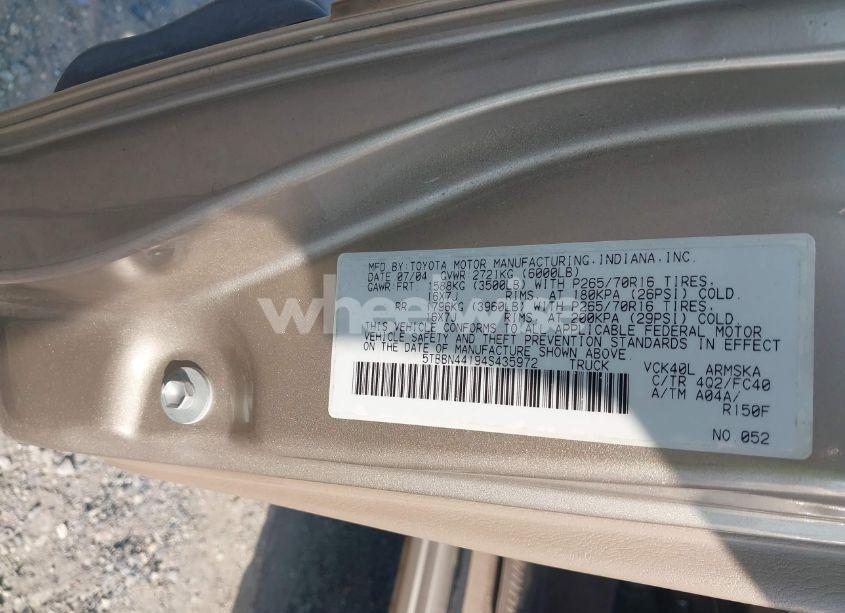 MFD BY:TOYOTA MOTOR MANUFACTURING,INDIANA,INC.
DATE 07/04 GVWR 2721KG (6000LB)
GAWR:FRT 1588KG (3500LB) WITH P265/70R16 TIRES.
16X7J RIMS. AT 180KPA (26PSI) COLD.
RR 1796KG (3960LB) WITH P265/70R16 TIRES.
16X7J RIMS. AT 200KPA (29PSI) COLD.
THIS VEHICLE CONFORMS TO ALL APPLICABLE FEDERAL MOTOR
VEHICLE SAFETY AND THEFT PREVENTION STANDARDS IN EFFECT
ON THE DATE OF MANUFACTURE SHOWN ABOVE.
5TBBN44194S435972 TRUCK
VCK40L ARMSKA
C/TR 4Q2/FC40
A/TM A04A/
R150F
NO 052
wheelwise